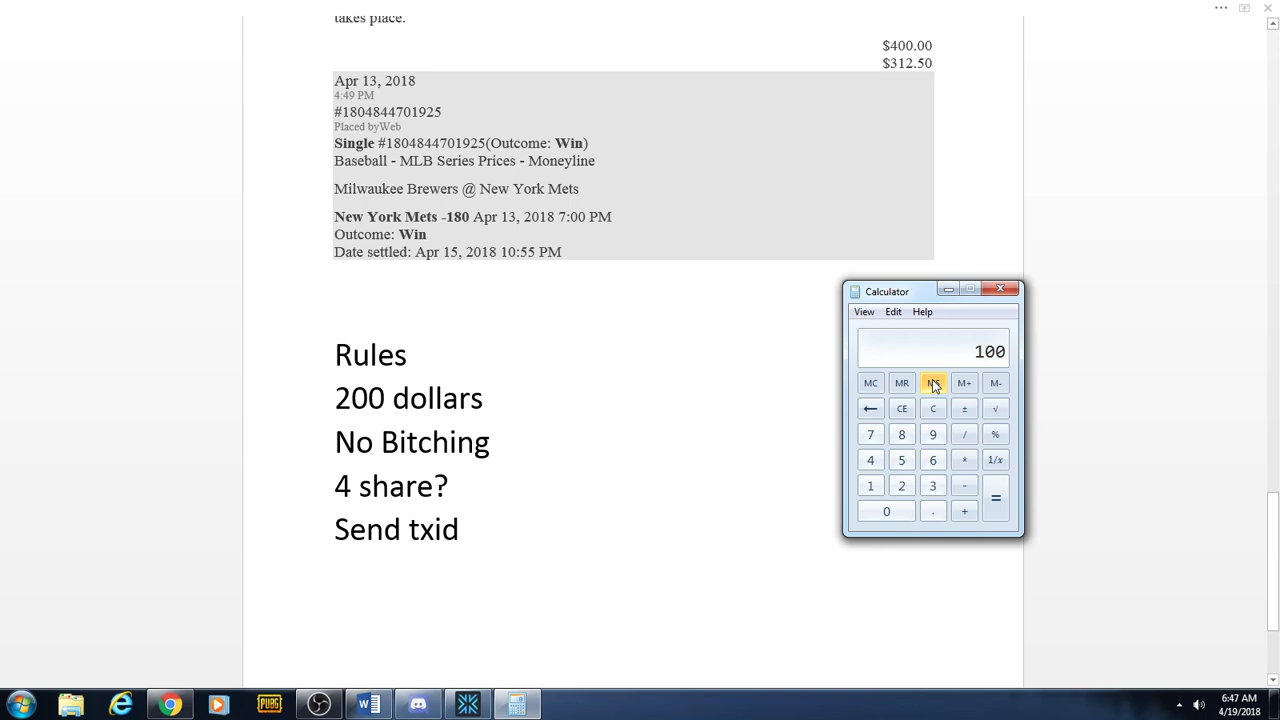 takes place.
$400.00
$312.50
Apr 13, 2018
4:49 PM
#1804844701925
Placed byWeb
Single #1804844701925(Outcome: Win)
Baseball - MLB Series Prices - Moneyline
Milwaukee Brewers @ New York Mets
New York Mets -180 Apr 13, 2018 7:00 PM
Outcome: Win
Date settled: Apr 15, 2018 10:55 PM
Rules
200 dollars
No Bitching
4 share?
Send txid
Calculator
View Edit Help
100
MC MR MS M+ M-
← CE C ± √
7 8 9 / %
4 5 6 * 1/x
1 2 3 - =
0 . +
PUBG
6:47 AM
4/19/2018